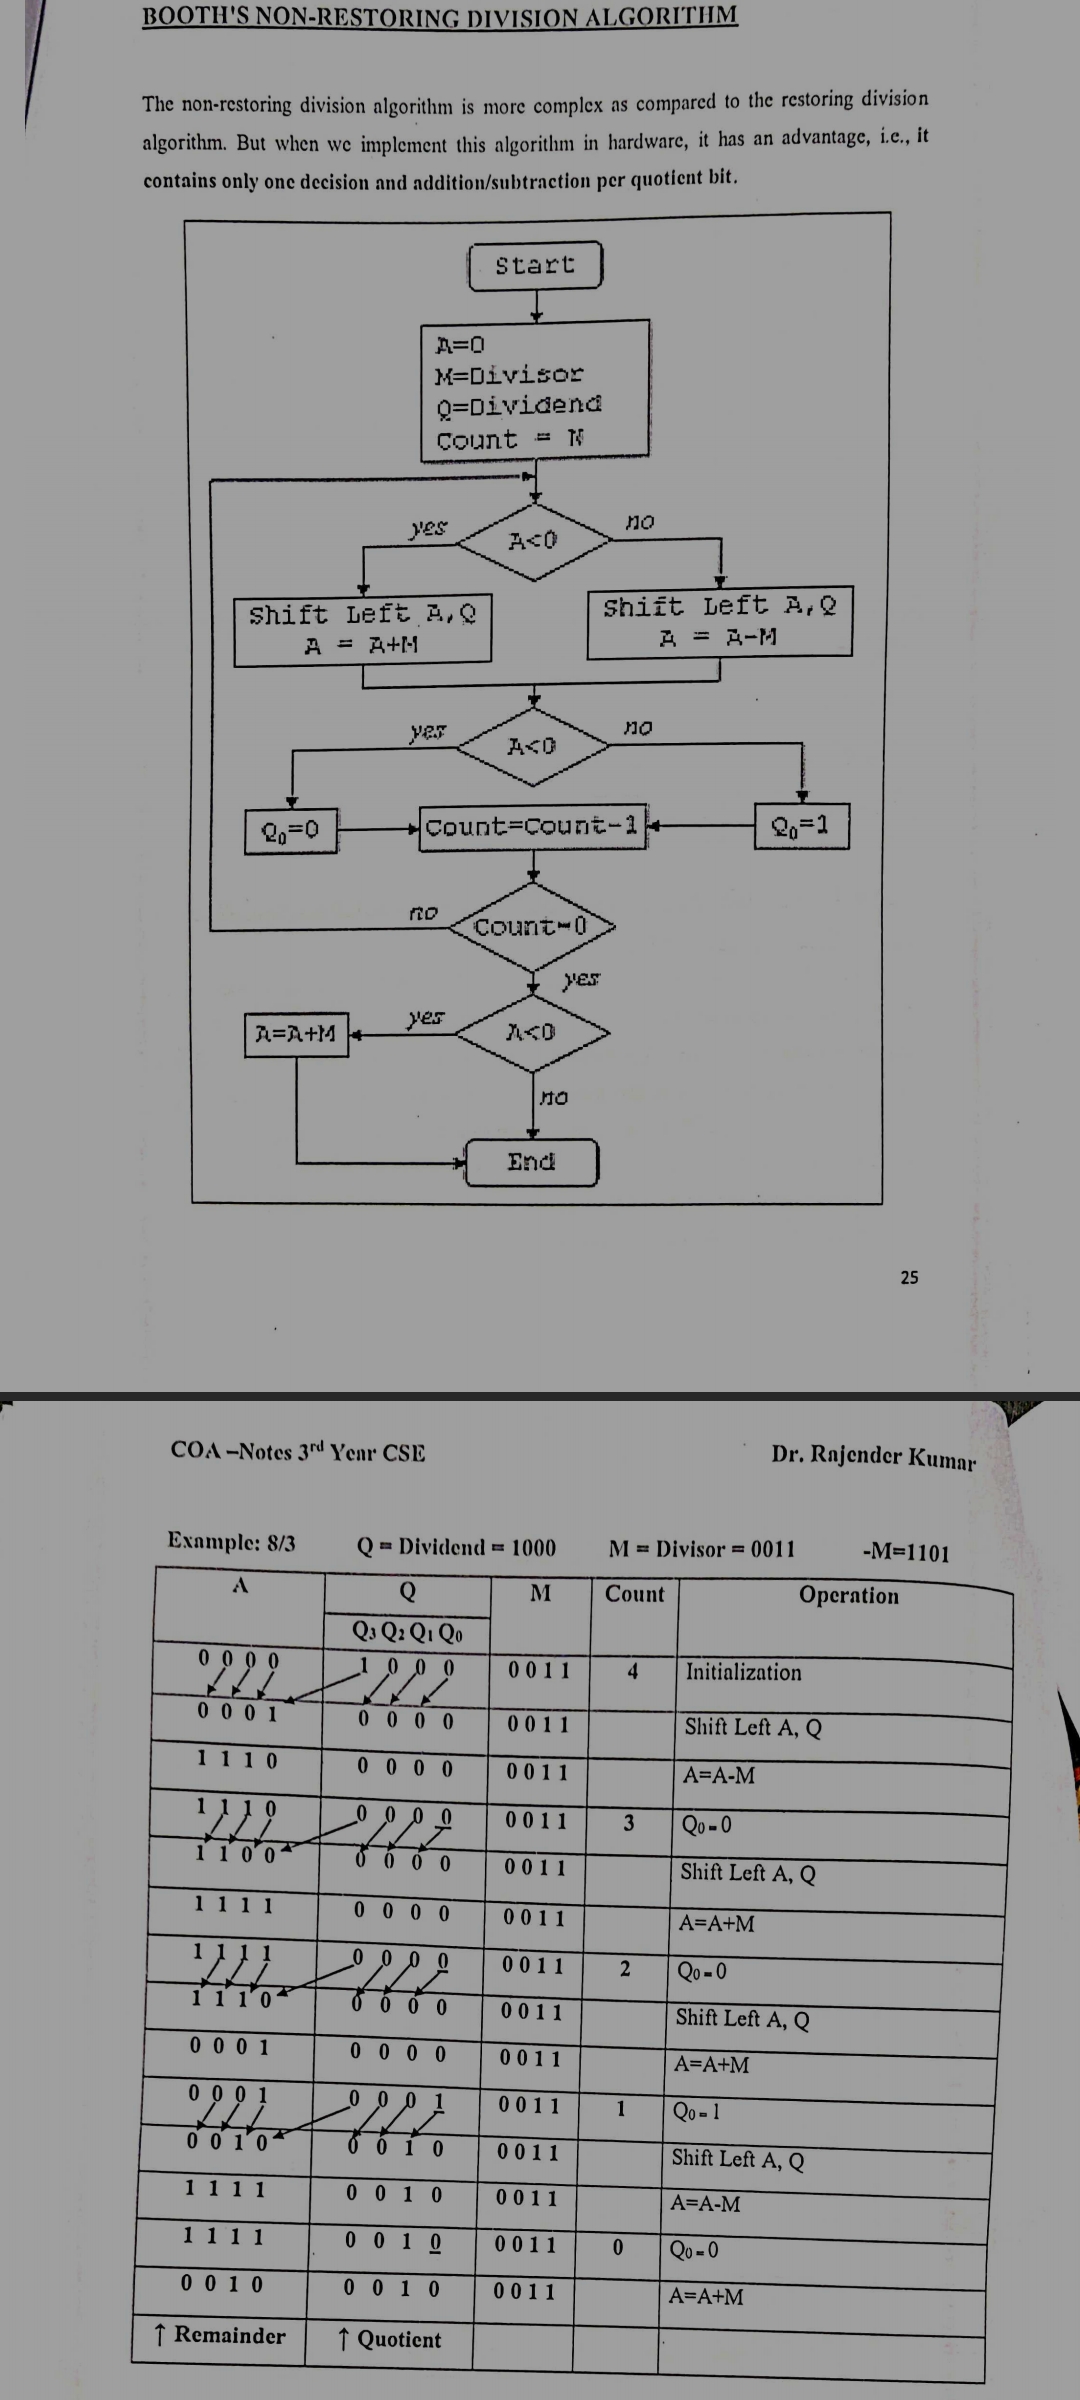 BOOTH'S NON-RESTORING DIVISION ALGORITHM
The non-restoring division algorithm is more complex as compared to the restoring division
algorithm. But when we implement this algorithm in hardware, it has an advantage, i.e., it
contains only one decision and addition/subtraction per quotient bit.
Start
A=0
M=Divisor
Q=Dividend
Count = N
yes A<0 no
Shift Left A,Q Shift Left A,Q
A = A+M A = A-M
yes A<0 no
Q₀=0 Count=Count-1 Q₀=1
no Count=0
yes
A=A+M yes A<0
no
End
25
COA –Notes 3rd Year CSE Dr. Rajender Kumar
Example: 8/3 Q = Dividend = 1000 M = Divisor = 0011 -M=1101
A Q M Count Operation
Q₃ Q₂ Q₁ Q₀
0 0 0 0 1 0 0 0 0 0 1 1 4 Initialization
0 0 0 1 0 0 0 0 0 0 1 1 Shift Left A, Q
1 1 1 0 0 0 0 0 0 0 1 1 A=A-M
1 1 1 0 0 0 0 0 0 0 1 1 3 Q₀=0
1 1 0 0 0 0 0 0 0 0 1 1 Shift Left A, Q
1 1 1 1 0 0 0 0 0 0 1 1 A=A+M
1 1 1 1 0 0 0 0 0 0 1 1 2 Q₀=0
1 1 1 0 0 0 0 0 0 0 1 1 Shift Left A, Q
0 0 0 1 0 0 0 0 0 0 1 1 A=A+M
0 0 0 1 0 0 0 1 0 0 1 1 1 Q₀=1
0 0 1 0 0 0 1 0 0 0 1 1 Shift Left A, Q
1 1 1 1 0 0 1 0 0 0 1 1 A=A-M
1 1 1 1 0 0 1 0 0 0 1 1 0 Q₀=0
0 0 1 0 0 0 1 0 0 0 1 1 A=A+M
↑ Remainder ↑ Quotient